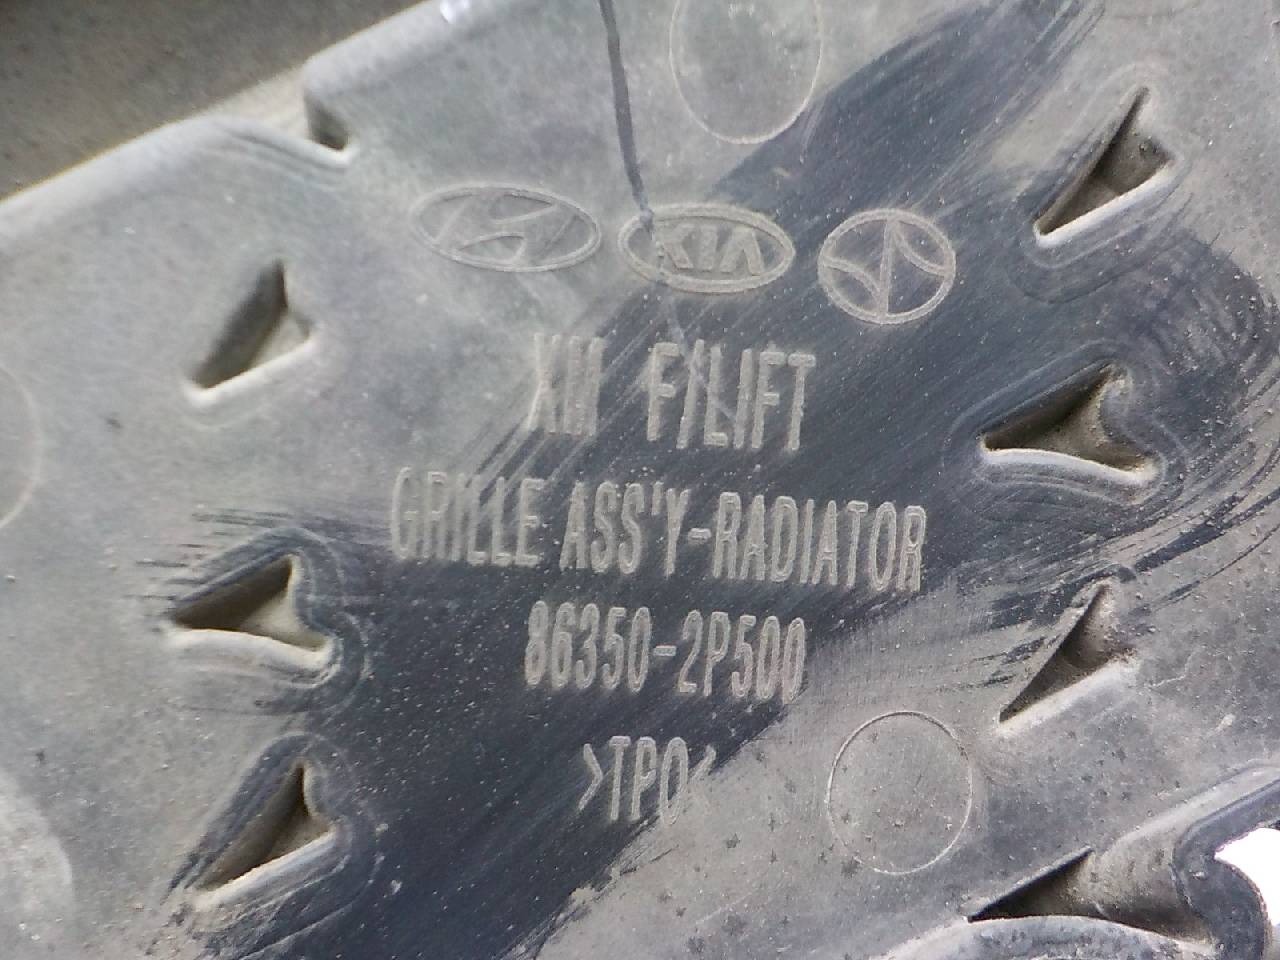 KIA
XM F/LIFT
GRILLE ASS'Y-RADIATOR
86350-2P500
>TPO<